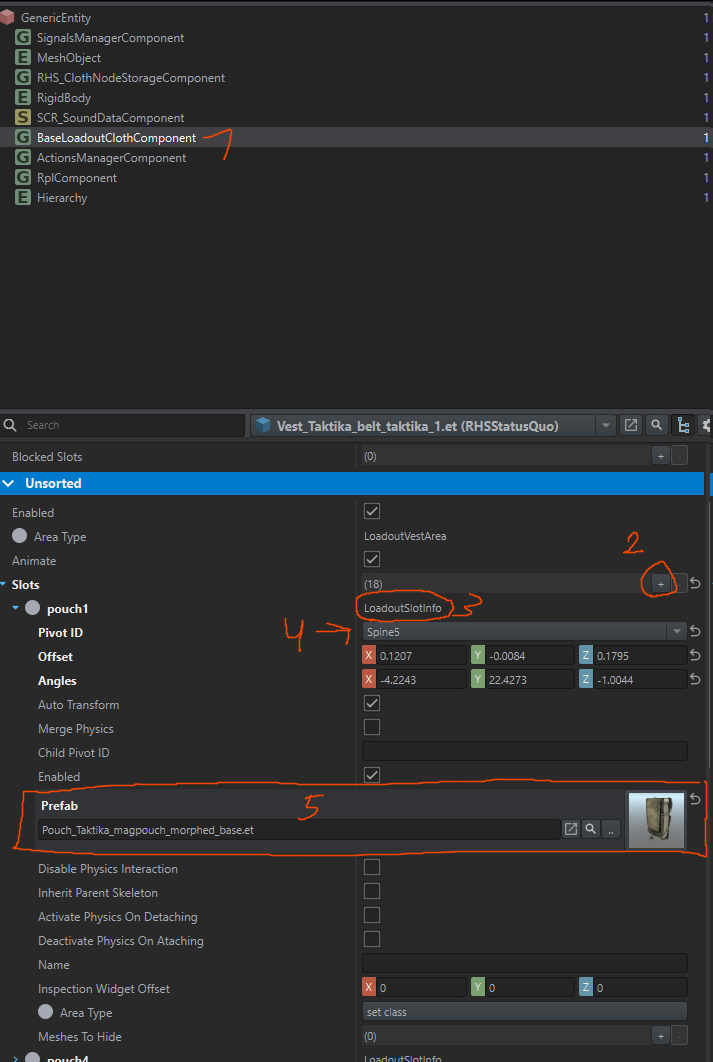 GenericEntity 1
G SignalsManagerComponent 1
E MeshObject 1
G RHS_ClothNodeStorageComponent 1
E RigidBody 1
S SCR_SoundDataComponent 1
G BaseLoadoutClothComponent 1 1
G ActionsManagerComponent 1
G RplComponent 1
E Hierarchy 1
Search Vest_Taktika_belt_taktika_1.et (RHSStatusQuo)
Blocked Slots (0) + -
Unsorted
Enabled
Area Type LoadoutVestArea
Animate 2
Slots (18) + -
pouch1 LoadoutSlotInfo 3
Pivot ID 4 Spine5
Offset X 0.1207 Y -0.0084 Z 0.1795
Angles X -4.2243 Y 22.4273 Z -1.0044
Auto Transform
Merge Physics
Child Pivot ID
Enabled
Prefab 5
Pouch_Taktika_magpouch_morphed_base.et ..
Disable Physics Interaction
Inherit Parent Skeleton
Activate Physics On Detaching
Deactivate Physics On Ataching
Name
Inspection Widget Offset X 0 Y 0 Z 0
Area Type set class
Meshes To Hide (0) + -
pouch4 LoadoutSlotInfo